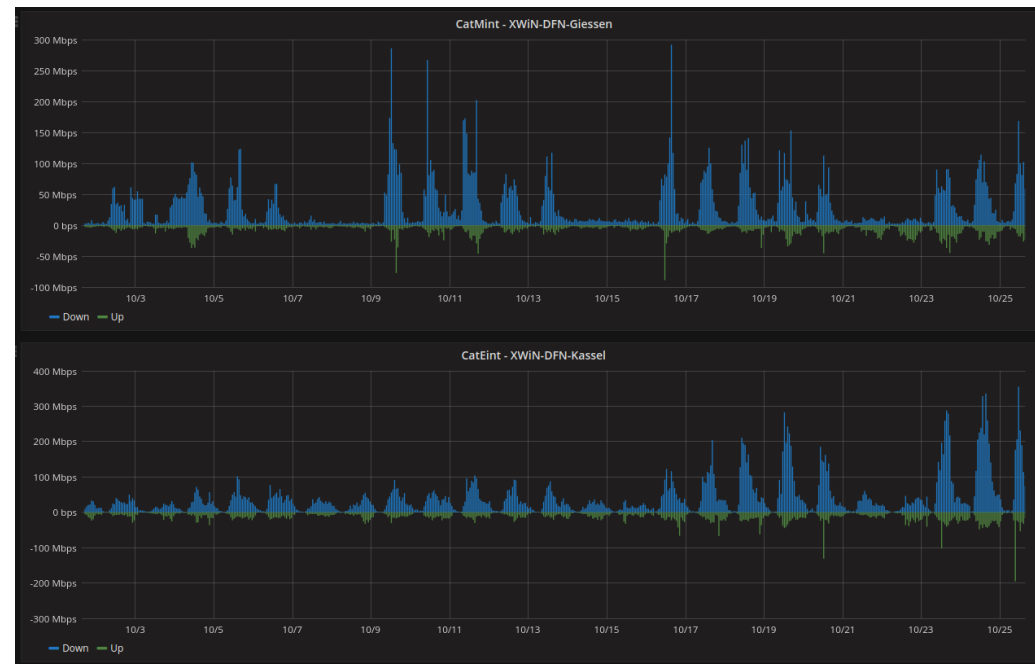 CatMint - XWiN-DFN-Giessen
300 Mbps
250 Mbps
200 Mbps
150 Mbps
100 Mbps
50 Mbps
0 bps
-50 Mbps
-100 Mbps
10/3 10/5 10/7 10/9 10/11 10/13 10/15 10/17 10/19 10/21 10/23 10/25
Down Up
CatEint - XWiN-DFN-Kassel
400 Mbps
300 Mbps
200 Mbps
100 Mbps
0 bps
-100 Mbps
-200 Mbps
-300 Mbps
10/3 10/5 10/7 10/9 10/11 10/13 10/15 10/17 10/19 10/21 10/23 10/25
Down Up